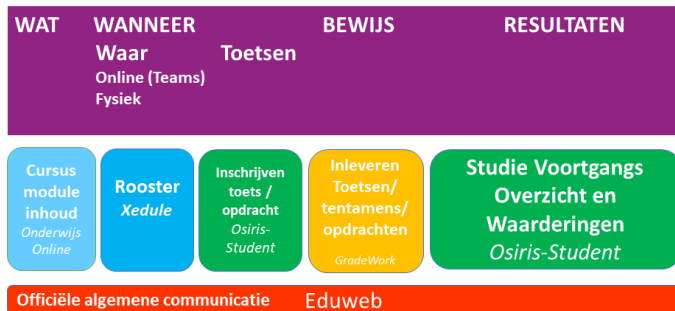 WAT WANNEER BEWIJS RESULTATEN
Waar Toetsen
Online (Teams)
Fysiek
Cursus
module
inhoud
Onderwijs
Online
Rooster
Xedule
Inschrijven
toets /
opdracht
Osiris-
Student
Inleveren
Toetsen/
tentamens/
opdrachten
GradeWork
Studie Voortgangs
Overzicht en
Waarderingen
Osiris-Student
Officiële algemene communicatie Eduweb